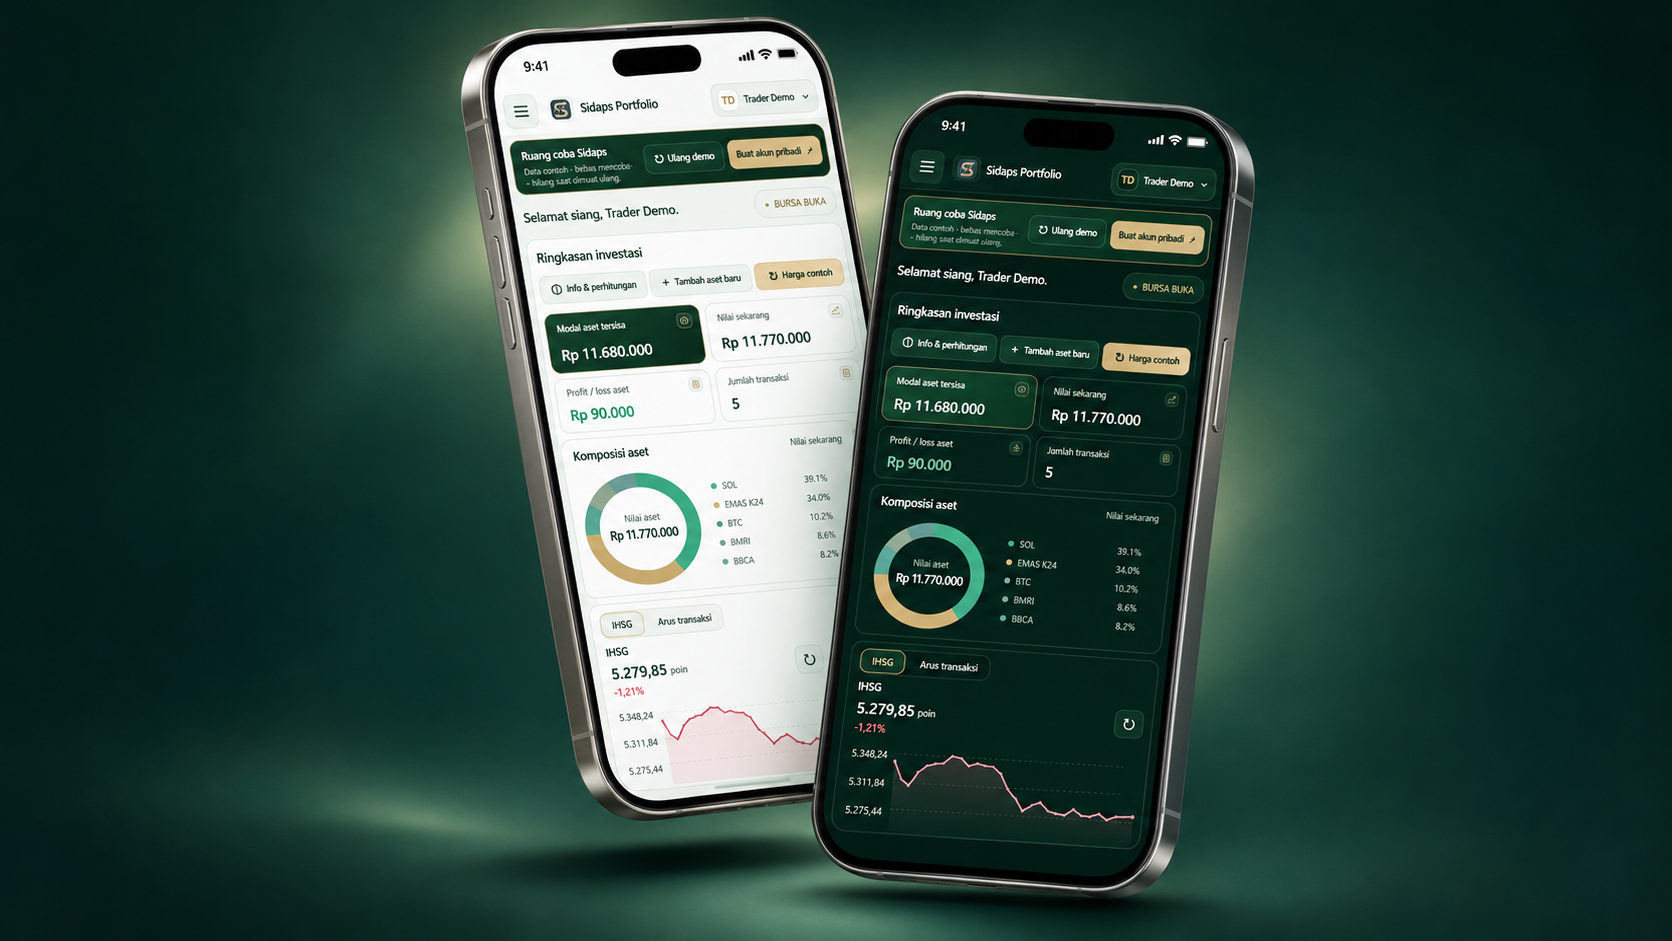 9:41
Sidaps Portfolio
TD Trader Demo
Ruang coba Sidaps
Data contoh - bebas mencoba-
- hilang saat dimuat ulang.
Ulang demo
Buat akun pribadi
Selamat siang, Trader Demo.
BURSA BUKA
Ringkasan investasi
Info & perhitungan
+ Tambah aset baru
Harga contoh
Modal aset tersisa
Rp 11.680.000
Nilai sekarang
Rp 11.770.000
Profit / loss aset
Rp 90.000
Jumlah transaksi
5
Komposisi aset
Nilai sekarang
Nilai aset
Rp 11.770.000
SOL 39.1%
EMAS K24 34.0%
BTC 10.2%
BMRI 8.6%
BBCA 8.2%
IHSG
Arus transaksi
IHSG
5.279,85 poin
-1,21%
5.348,24
5.311,84
5.275,44
9:41
Sidaps Portfolio
TD Trader Demo
Ruang coba Sidaps
Data contoh - bebas mencoba-
- hilang saat dimuat ulang.
Ulang demo
Buat akun pribadi
Selamat siang, Trader Demo.
BURSA BUKA
Ringkasan investasi
Info & perhitungan
+ Tambah aset baru
Harga contoh
Modal aset tersisa
Rp 11.680.000
Nilai sekarang
Rp 11.770.000
Profit / loss aset
Rp 90.000
Jumlah transaksi
5
Komposisi aset
Nilai sekarang
Nilai aset
Rp 11.770.000
SOL 39.1%
EMAS K24 34.0%
BTC 10.2%
BMRI 8.6%
BBCA 8.2%
IHSG
Arus transaksi
IHSG
5.279,85 poin
-1,21%
5.348,24
5.311,84
5.275,44